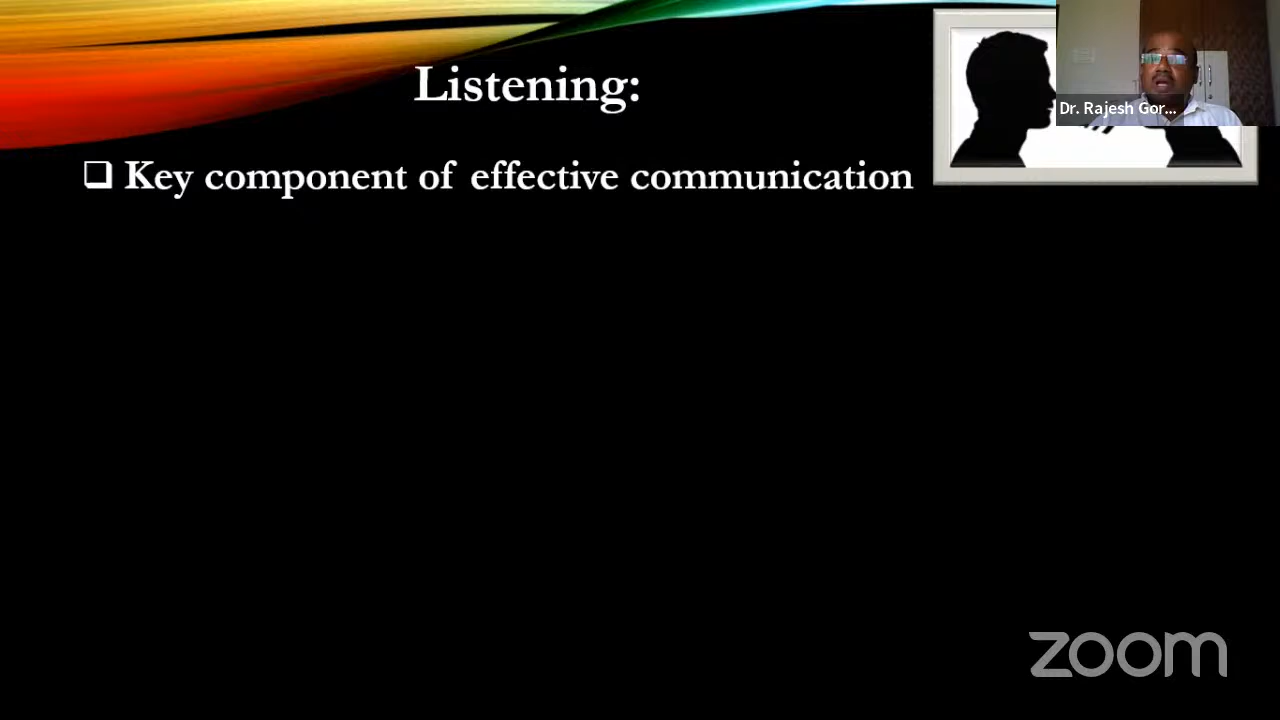 Listening:
Dr. Rajesh Gor...
❑ Key component of effective communication
zoom